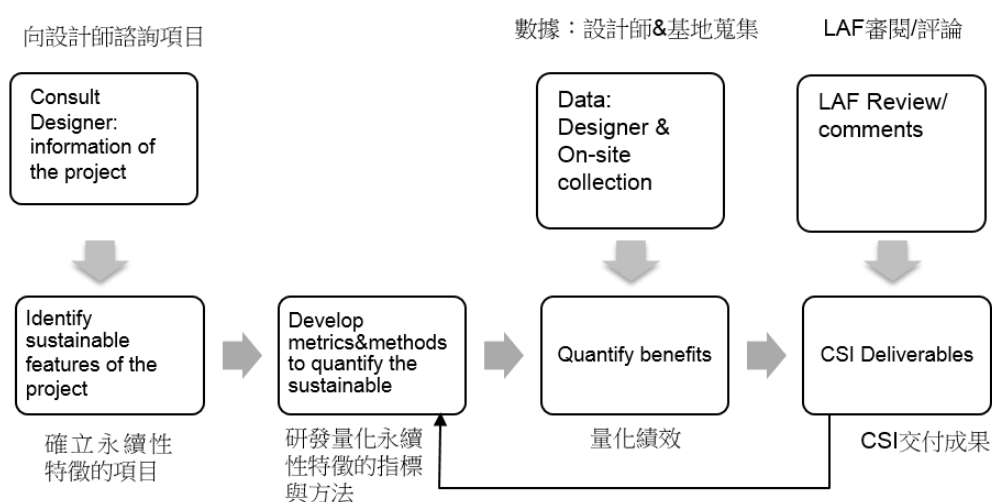 向設計師諮詢項目
數據：設計師&基地蒐集
LAF審閱/評論
Consult
Designer:
information of
the project
Data:
Designer &
On-site
collection
LAF Review/
comments
Identify
sustainable
features of the
project
Develop
metrics&methods
to quantify the
sustainable
Quantify benefits
CSI Deliverables
確立永續性
特徵的項目
研發量化永續
性特徵的指標
與方法
量化績效
CSI交付成果